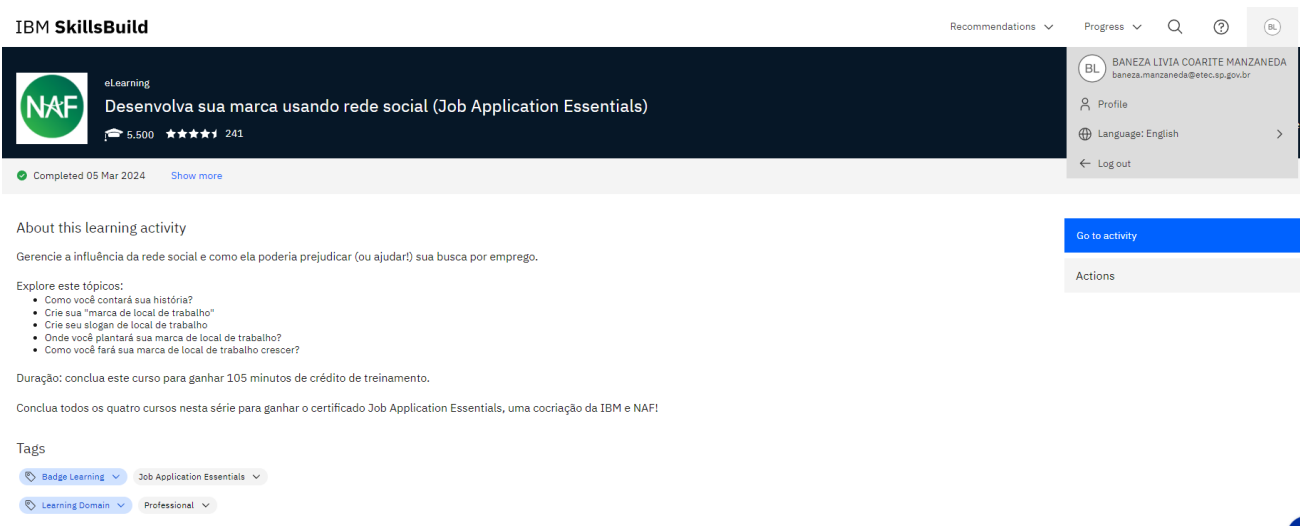 IBM SkillsBuild
Recommendations
Progress
BL
BL
BANEZA LIVIA COARITE MANZANEDA
baneza.manzaneda@etec.sp.gov.br
Profile
Language: English
Log out
NAF
eLearning
Desenvolva sua marca usando rede social (Job Application Essentials)
5.500 241
Completed 05 Mar 2024 Show more
About this learning activity
Gerencie a influência da rede social e como ela poderia prejudicar (ou ajudar!) sua busca por emprego.
Explore este tópicos:
Como você contará sua história?
Crie sua "marca de local de trabalho"
Crie seu slogan de local de trabalho
Onde você plantará sua marca de local de trabalho?
Como você fará sua marca de local de trabalho crescer?
Duração: conclua este curso para ganhar 105 minutos de crédito de treinamento.
Conclua todos os quatro cursos nesta série para ganhar o certificado Job Application Essentials, uma cocriação da IBM e NAF!
Tags
Badge Learning Job Application Essentials
Learning Domain Professional
Go to activity
Actions